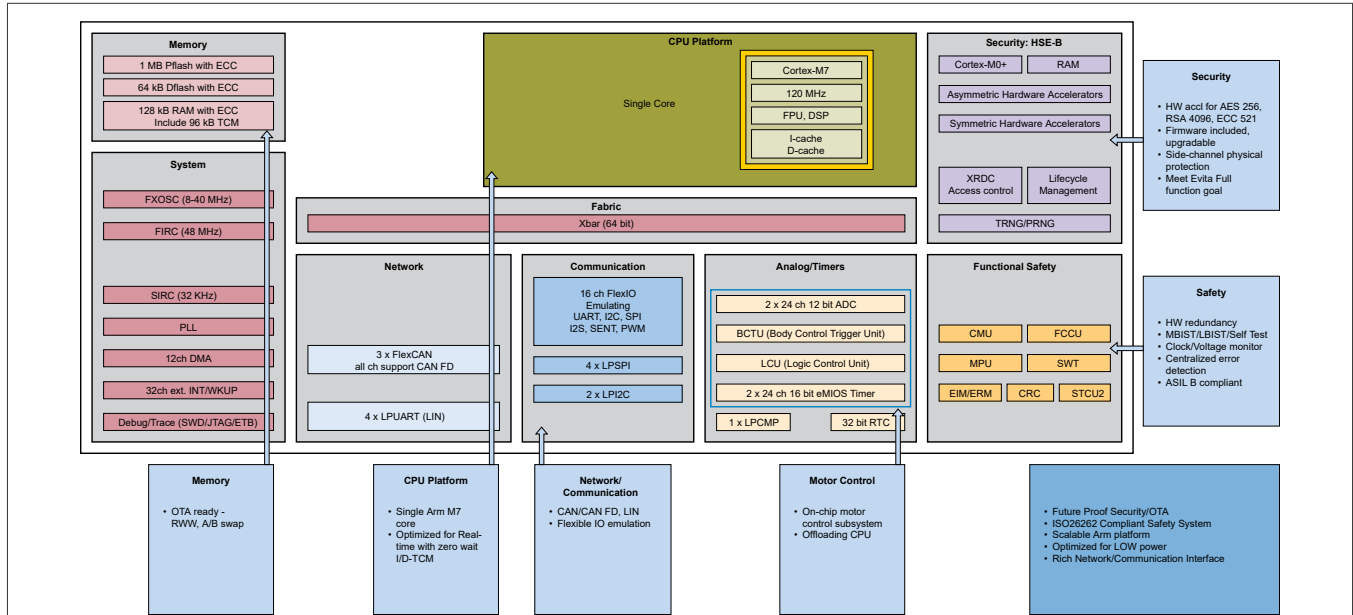 Memory
1 MB Pflash with ECC
64 kB Dflash with ECC
128 kB RAM with ECC
Include 96 kB TCM
System
FXOSC (8-40 MHz)
FIRC (48 MHz)
SIRC (32 KHz)
PLL
12ch DMA
32ch ext. INT/WKUP
Debug/Trace (SWD/JTAG/ETB)
CPU Platform
Single Core
Cortex-M7
120 MHz
FPU, DSP
I-cache
D-cache
Fabric
Xbar (64 bit)
Network
3 x FlexCAN
all ch support CAN FD
4 x LPUART (LIN)
Communication
16 ch FlexIO
Emulating
UART, I2C, SPI
I2S, SENT, PWM
4 x LPSPI
2 x LPI2C
Analog/Timers
2 x 24 ch 12 bit ADC
BCTU (Body Control Trigger Unit)
LCU (Logic Control Unit)
2 x 24 ch 16 bit eMIOS Timer
1 x LPCMP
32 bit RTC
Security: HSE-B
Cortex-M0+
RAM
Asymmetric Hardware Accelerators
Symmetric Hardware Accelerators
XRDC
Access control
Lifecycle
Management
TRNG/PRNG
Functional Safety
CMU
FCCU
MPU
SWT
EIM/ERM
CRC
STCU2
Security
• HW accl for AES 256,
RSA 4096, ECC 521
• Firmware included,
upgradable
• Side-channel physical
protection
• Meet Evita Full
function goal
Safety
• HW redundancy
• MBIST/LBIST/Self Test
• Clock/Voltage monitor
• Centralized error
detection
• ASIL B compliant
Memory
• OTA ready -
RWW, A/B swap
CPU Platform
• Single Arm M7
core
• Optimized for Real-
time with zero wait
I/D-TCM
Network/
Communication
• CAN/CAN FD, LIN
• Flexible IO emulation
Motor Control
• On-chip motor
control subsystem
• Offloading CPU
• Future Proof Security/OTA
• ISO26262 Compliant Safety System
• Scalable Arm platform
• Optimized for LOW power
• Rich Network/Communication Interface